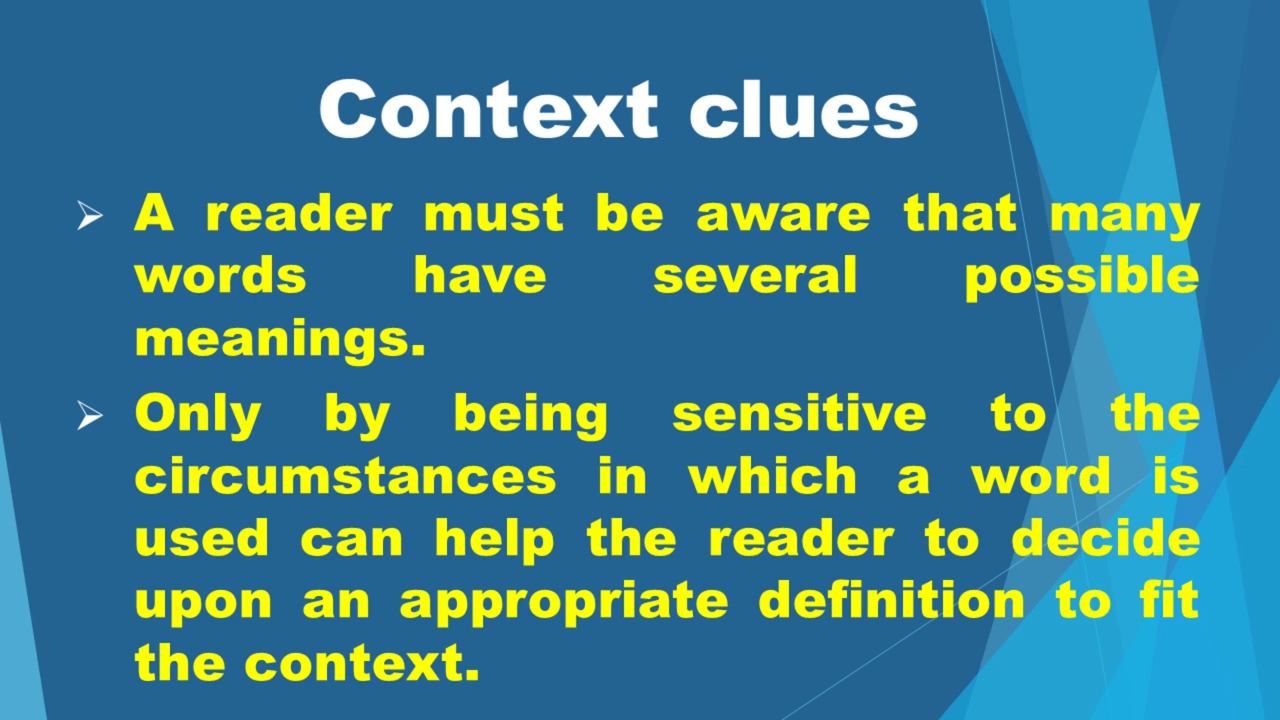 Context clues
A reader must be aware that many
words have several possible
meanings.
Only by being sensitive to the
circumstances in which a word is
used can help the reader to decide
upon an appropriate definition to fit
the context.